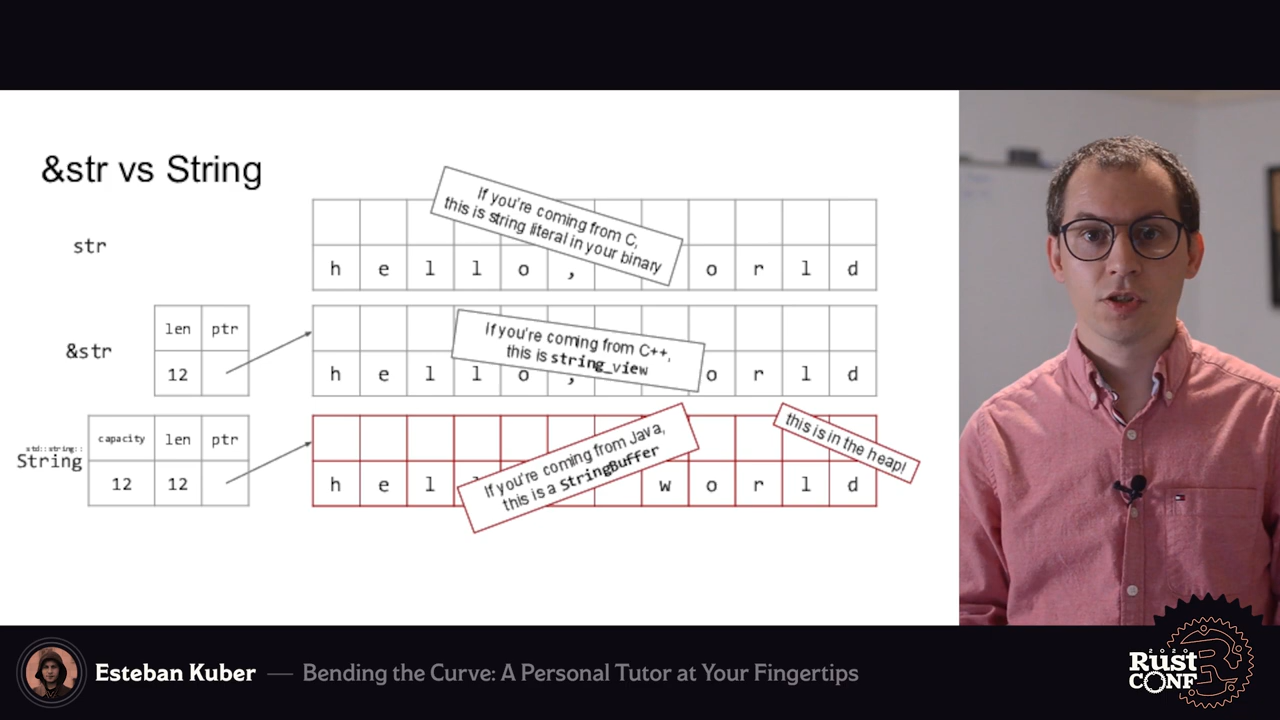 &str vs String
If you're coming from C,
this is string literal in your binary
str
h e l l o , o r l d
len ptr
If you're coming from C++,
this is string_view
&str
12
h e l l o , o r l d
this is in the heap!
capacity len ptr
If you're coming from Java,
this is a StringBuffer
std::string::
String
12 12
h e l w o r l d
Esteban Kuber — Bending the Curve: A Personal Tutor at Your Fingertips
2020
Rust
CONF
R